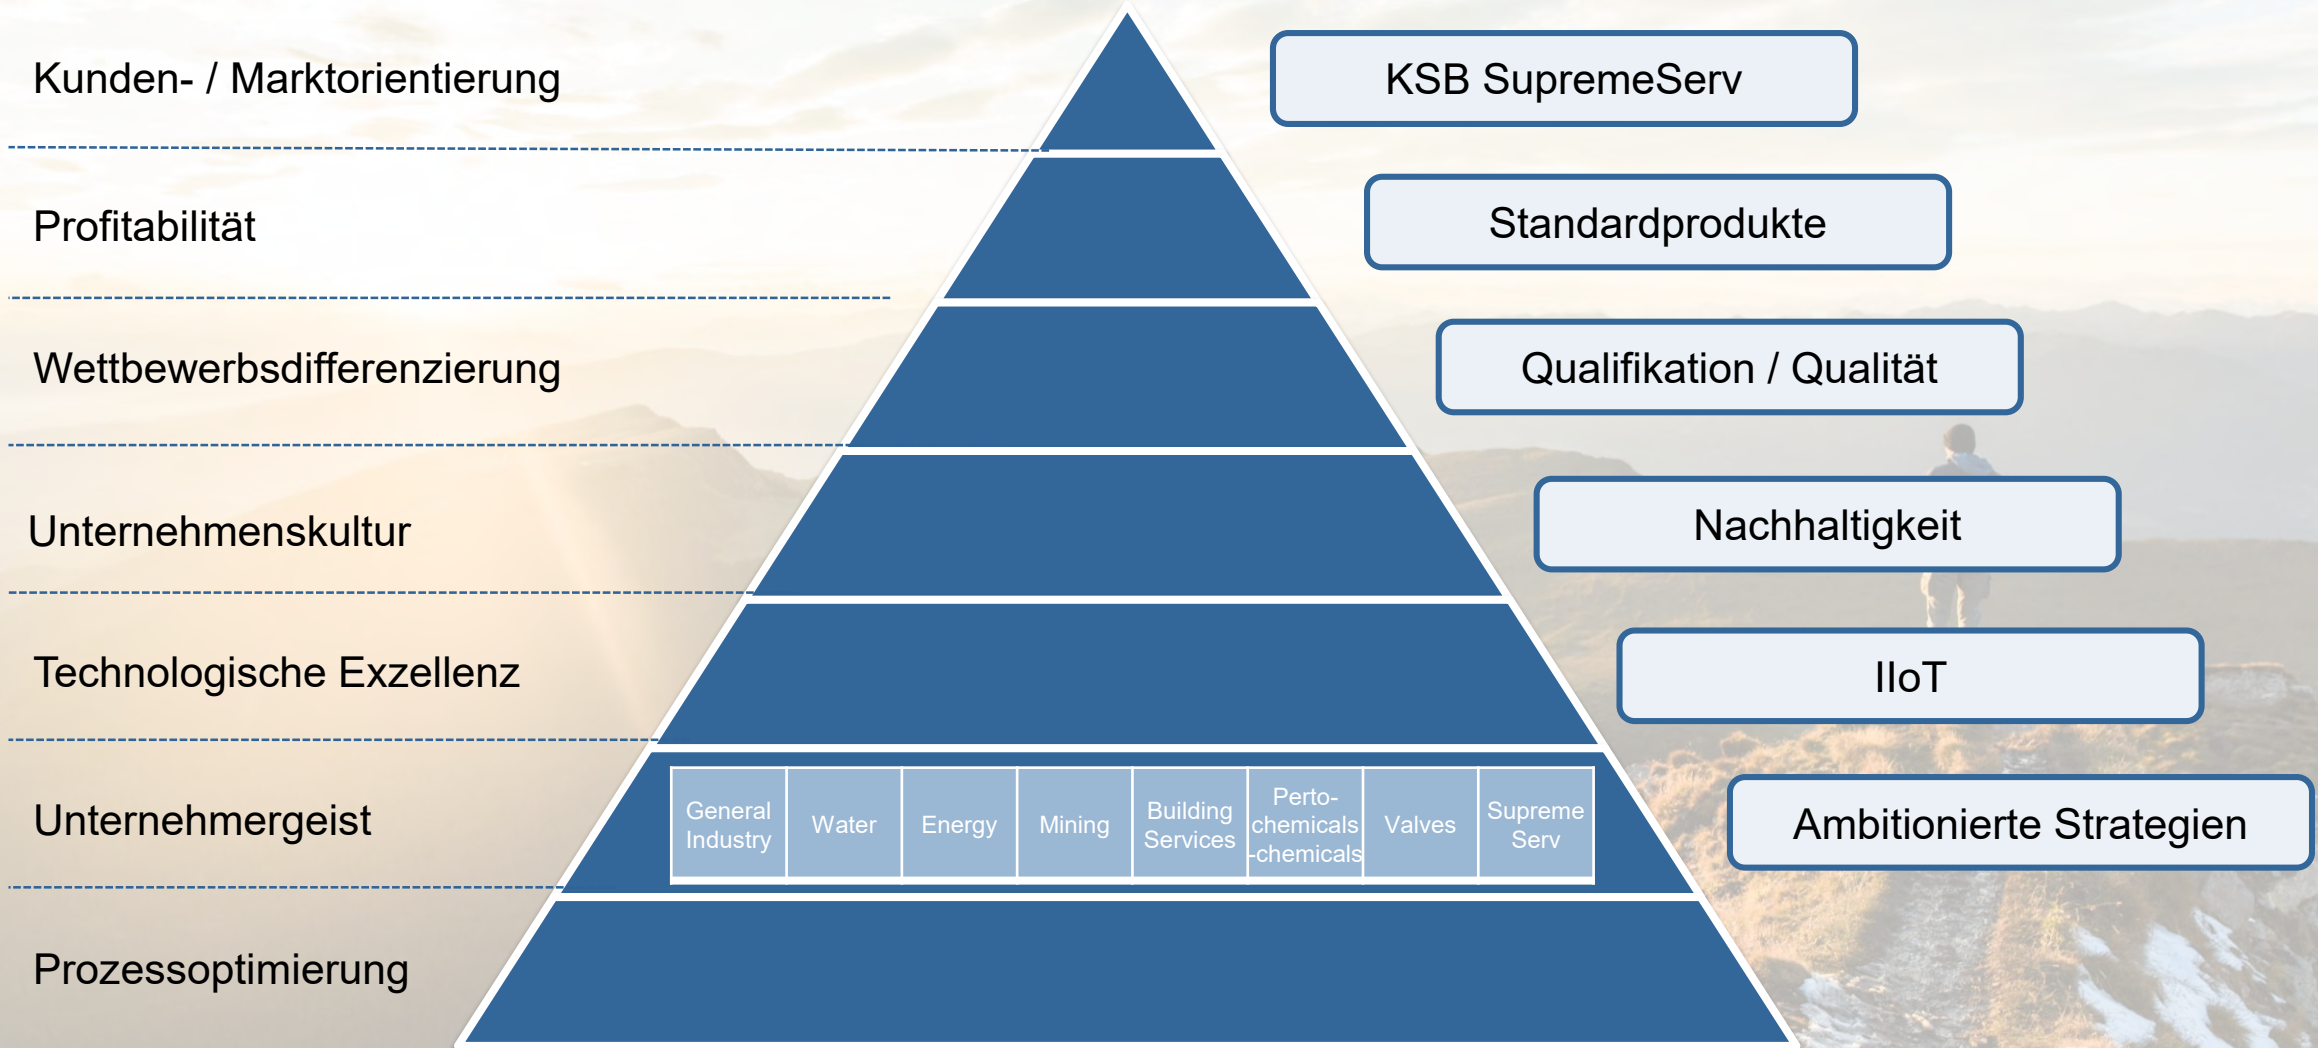 Kunden- / Marktorientierung
KSB SupremeServ
Profitabilität
Standardprodukte
Wettbewerbsdifferenzierung
Qualifikation / Qualität
Unternehmenskultur
Nachhaltigkeit
Technologische Exzellenz
IIoT
Unternehmergeist
General
Industry
Water
Energy
Mining
Building
Services
Perto-
chemicals
-chemicals
Valves
Supreme
Serv
Ambitionierte Strategien
Prozessoptimierung